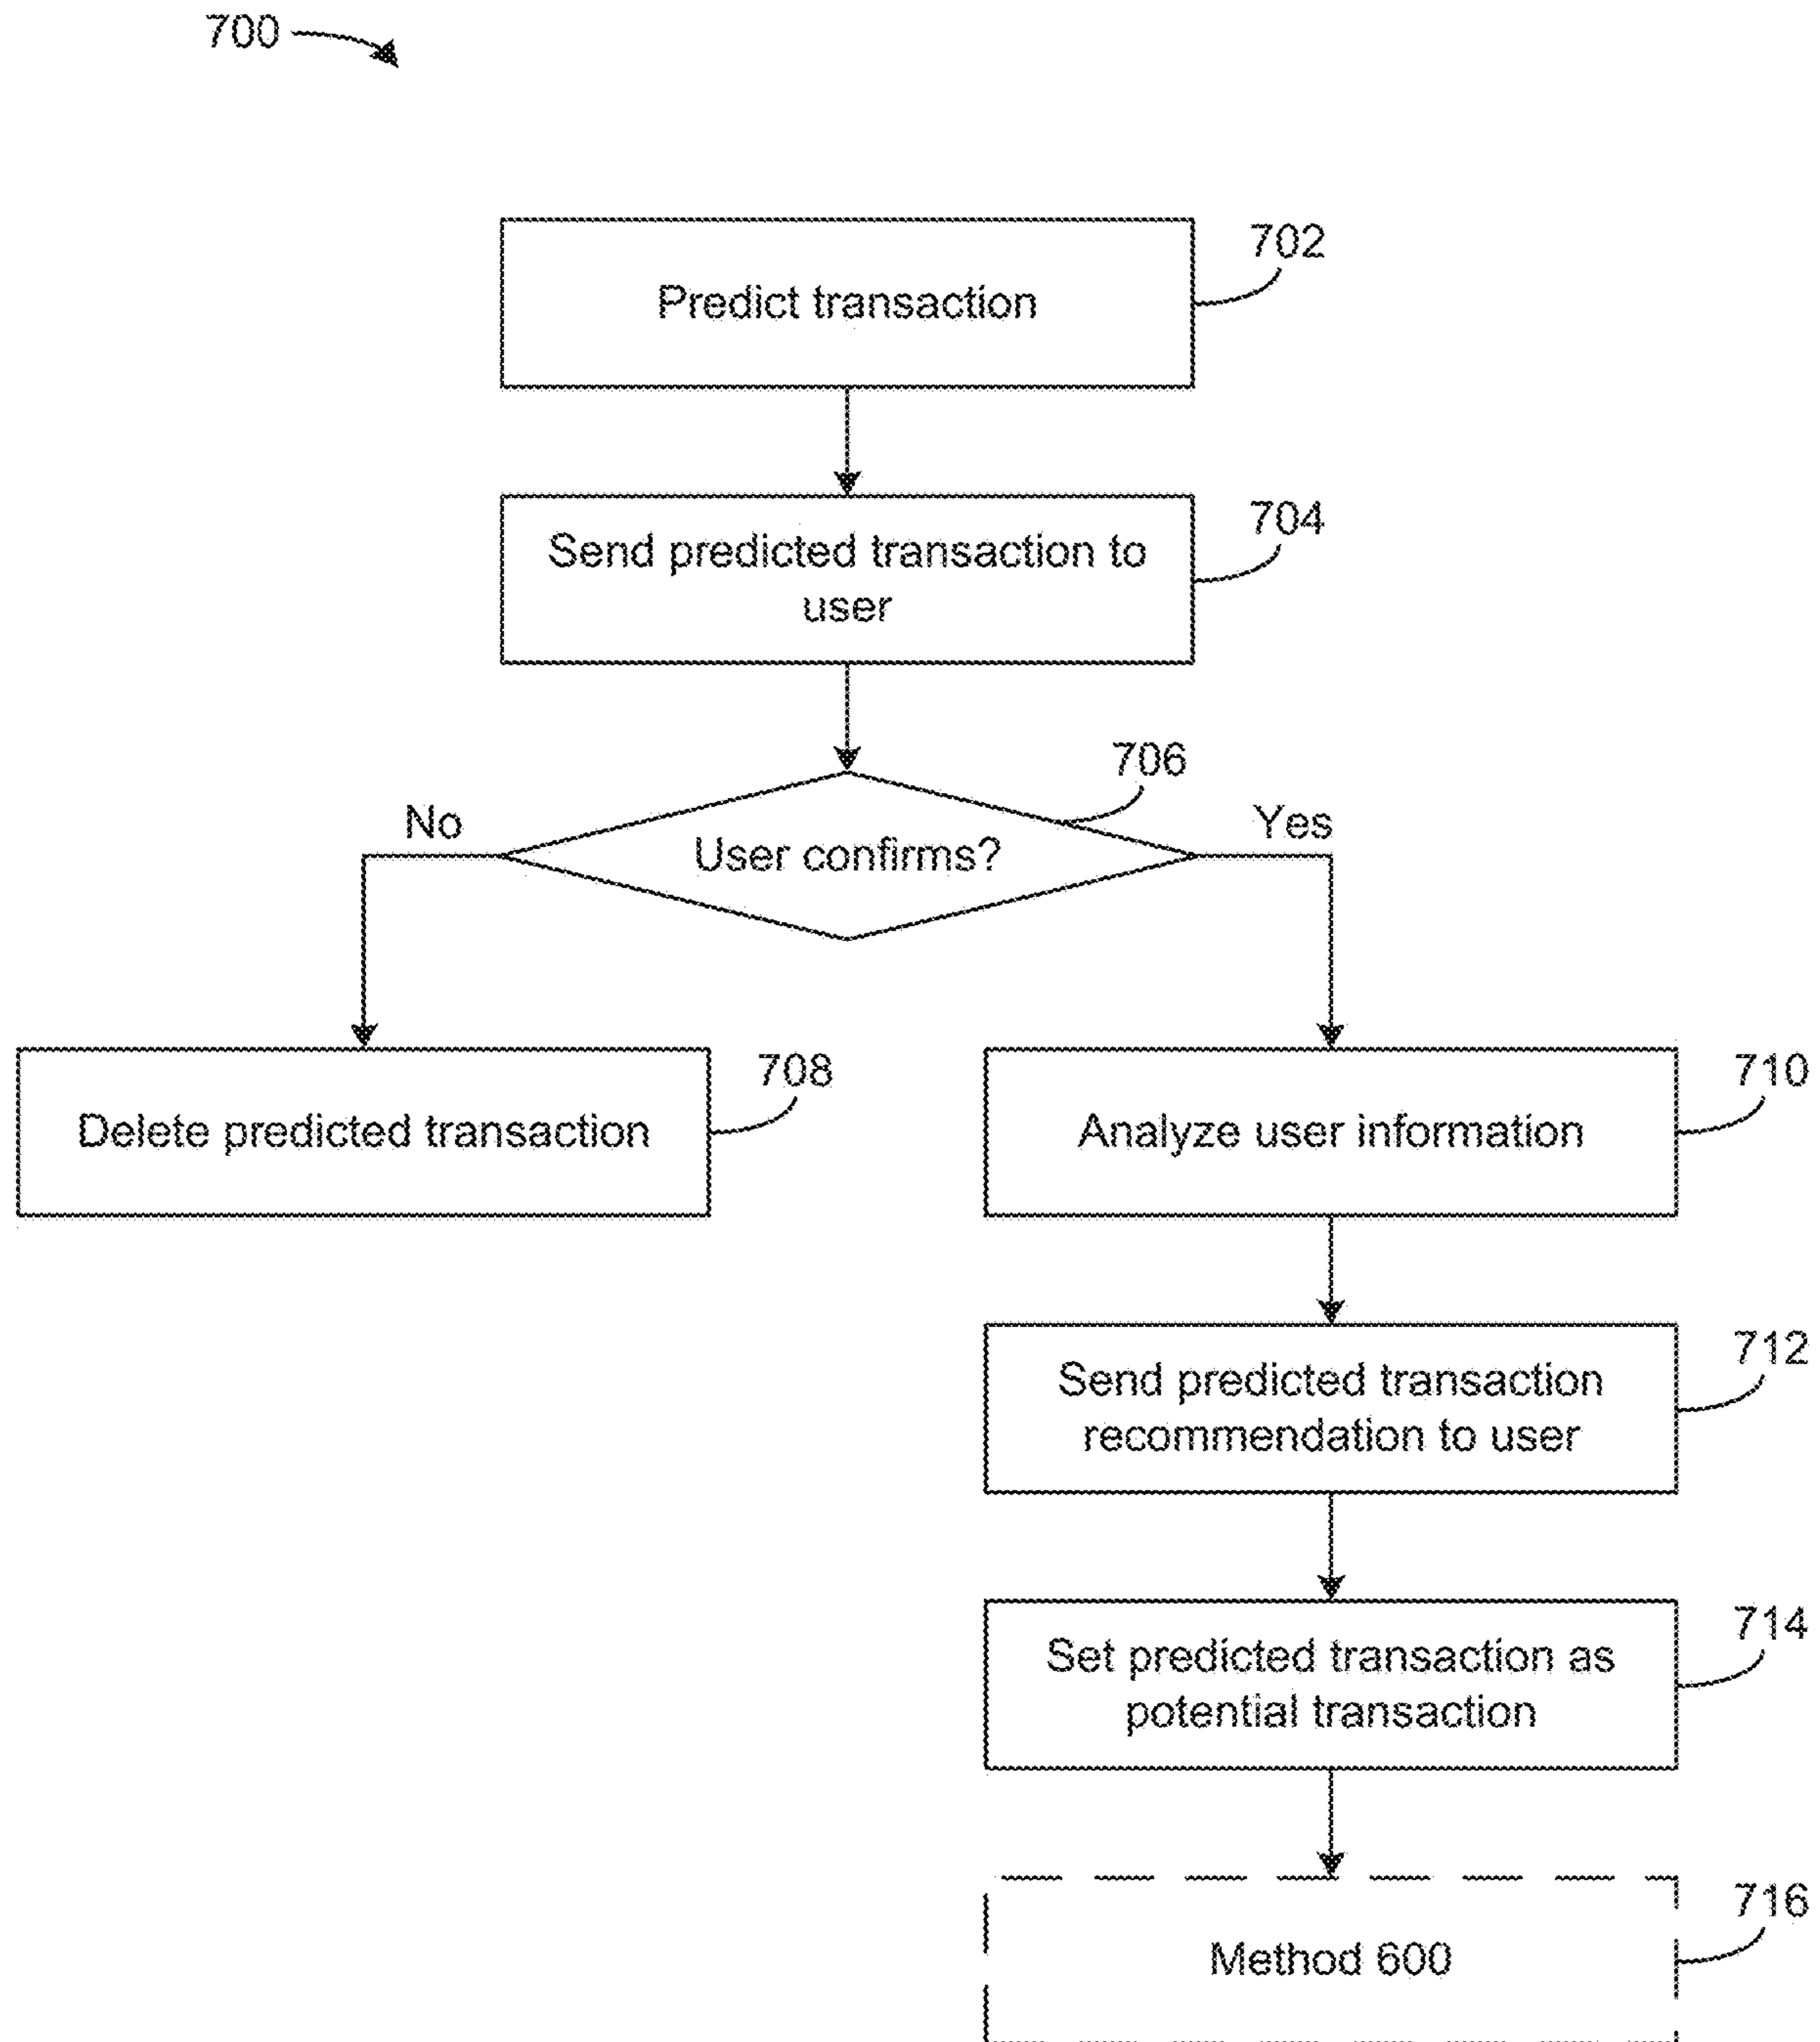 700
702
Predict transaction
704
Send predicted transaction to
user
706
No
Yes
User confirms?
708
710
Delete predicted transaction
Analyze user information
712
Send predicted transaction
recommendation to user
714
Set predicted transaction as
potential transaction
716
Method 600